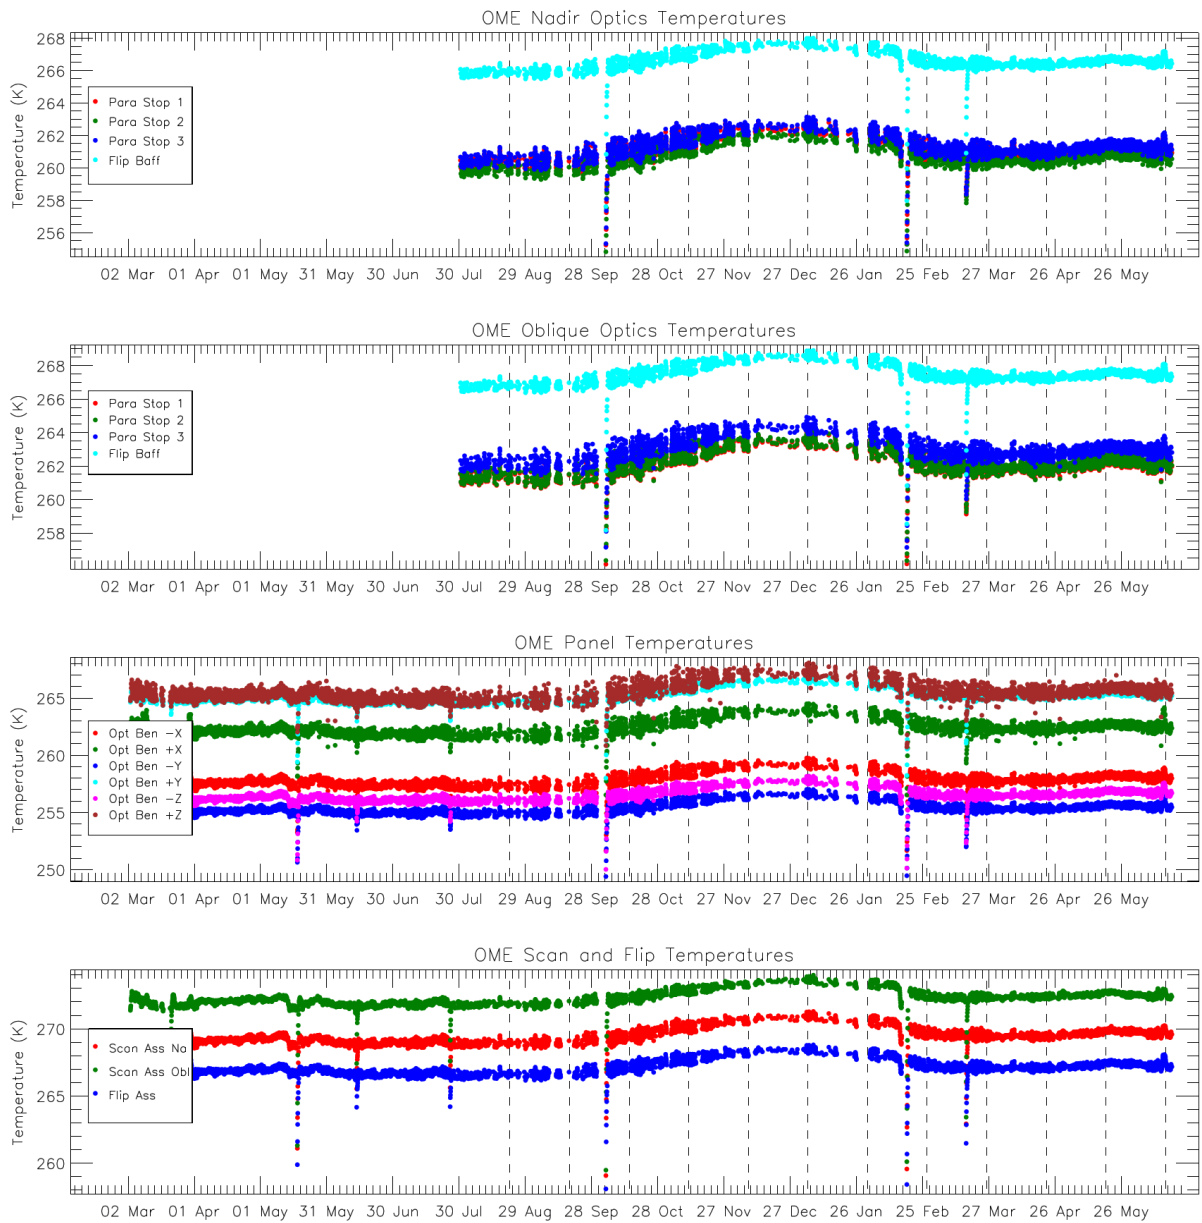 OME Nadir Optics Temperatures
Temperature (K)
268
266
264
262
260
258
256
Para Stop 1
Para Stop 2
Para Stop 3
Flip Baff
02 Mar 01 Apr 01 May 31 May 30 Jun 30 Jul 29 Aug 28 Sep 28 Oct 27 Nov 27 Dec 26 Jan 25 Feb 27 Mar 26 Apr 26 May
OME Oblique Optics Temperatures
Temperature (K)
268
266
264
262
260
258
Para Stop 1
Para Stop 2
Para Stop 3
Flip Baff
02 Mar 01 Apr 01 May 31 May 30 Jun 30 Jul 29 Aug 28 Sep 28 Oct 27 Nov 27 Dec 26 Jan 25 Feb 27 Mar 26 Apr 26 May
OME Panel Temperatures
Temperature (K)
265
260
255
250
Opt Ben -X
Opt Ben +X
Opt Ben -Y
Opt Ben +Y
Opt Ben -Z
Opt Ben +Z
02 Mar 01 Apr 01 May 31 May 30 Jun 30 Jul 29 Aug 28 Sep 28 Oct 27 Nov 27 Dec 26 Jan 25 Feb 27 Mar 26 Apr 26 May
OME Scan and Flip Temperatures
Temperature (K)
270
265
260
Scan Ass Na
Scan Ass Obl
Flip Ass
02 Mar 01 Apr 01 May 31 May 30 Jun 30 Jul 29 Aug 28 Sep 28 Oct 27 Nov 27 Dec 26 Jan 25 Feb 27 Mar 26 Apr 26 May